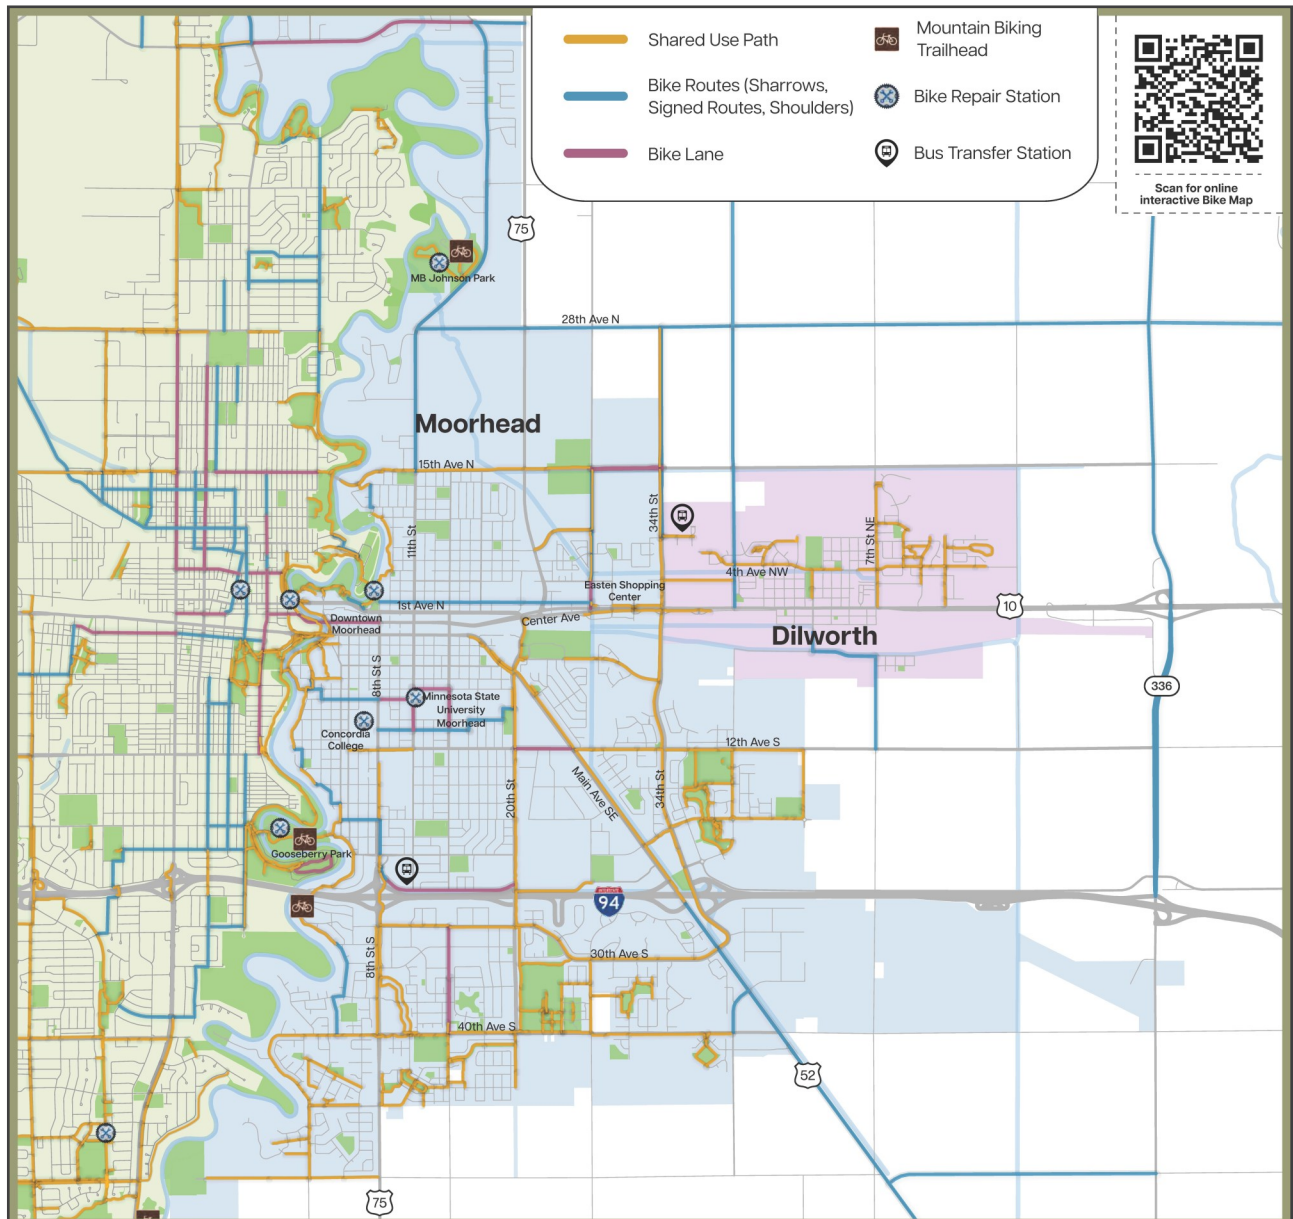 Shared Use Path
Bike Routes (Sharrows,
Signed Routes, Shoulders)
Bike Lane
Mountain Biking
Trailhead
Bike Repair Station
Bus Transfer Station
Scan for online
interactive Bike Map
75
MB Johnson Park
28th Ave N
Moorhead
15th Ave N
34th St
11th St
7th St NE
4th Ave NW
Easten Shopping
Center
1st Ave N
10
Downtown
Moorhead
Center Ave
Dilworth
8th St S
336
Minnesota State
University
Moorhead
Concordia
College
12th Ave S
Main Ave SE
34th St
20th St
Gooseberry Park
94
8th St S
30th Ave S
40th Ave S
52
75